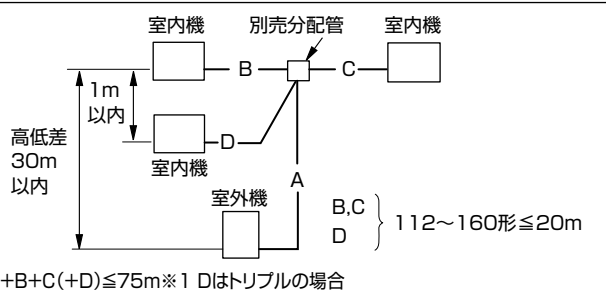 室内機
別売分配管
室内機
B
C
1m
以内
高低差
30m
以内
D
室内機
A
室外機
B,C
D
112～160形≦20m
+B+C(+D)≦75m※1 Dはトリプルの場合